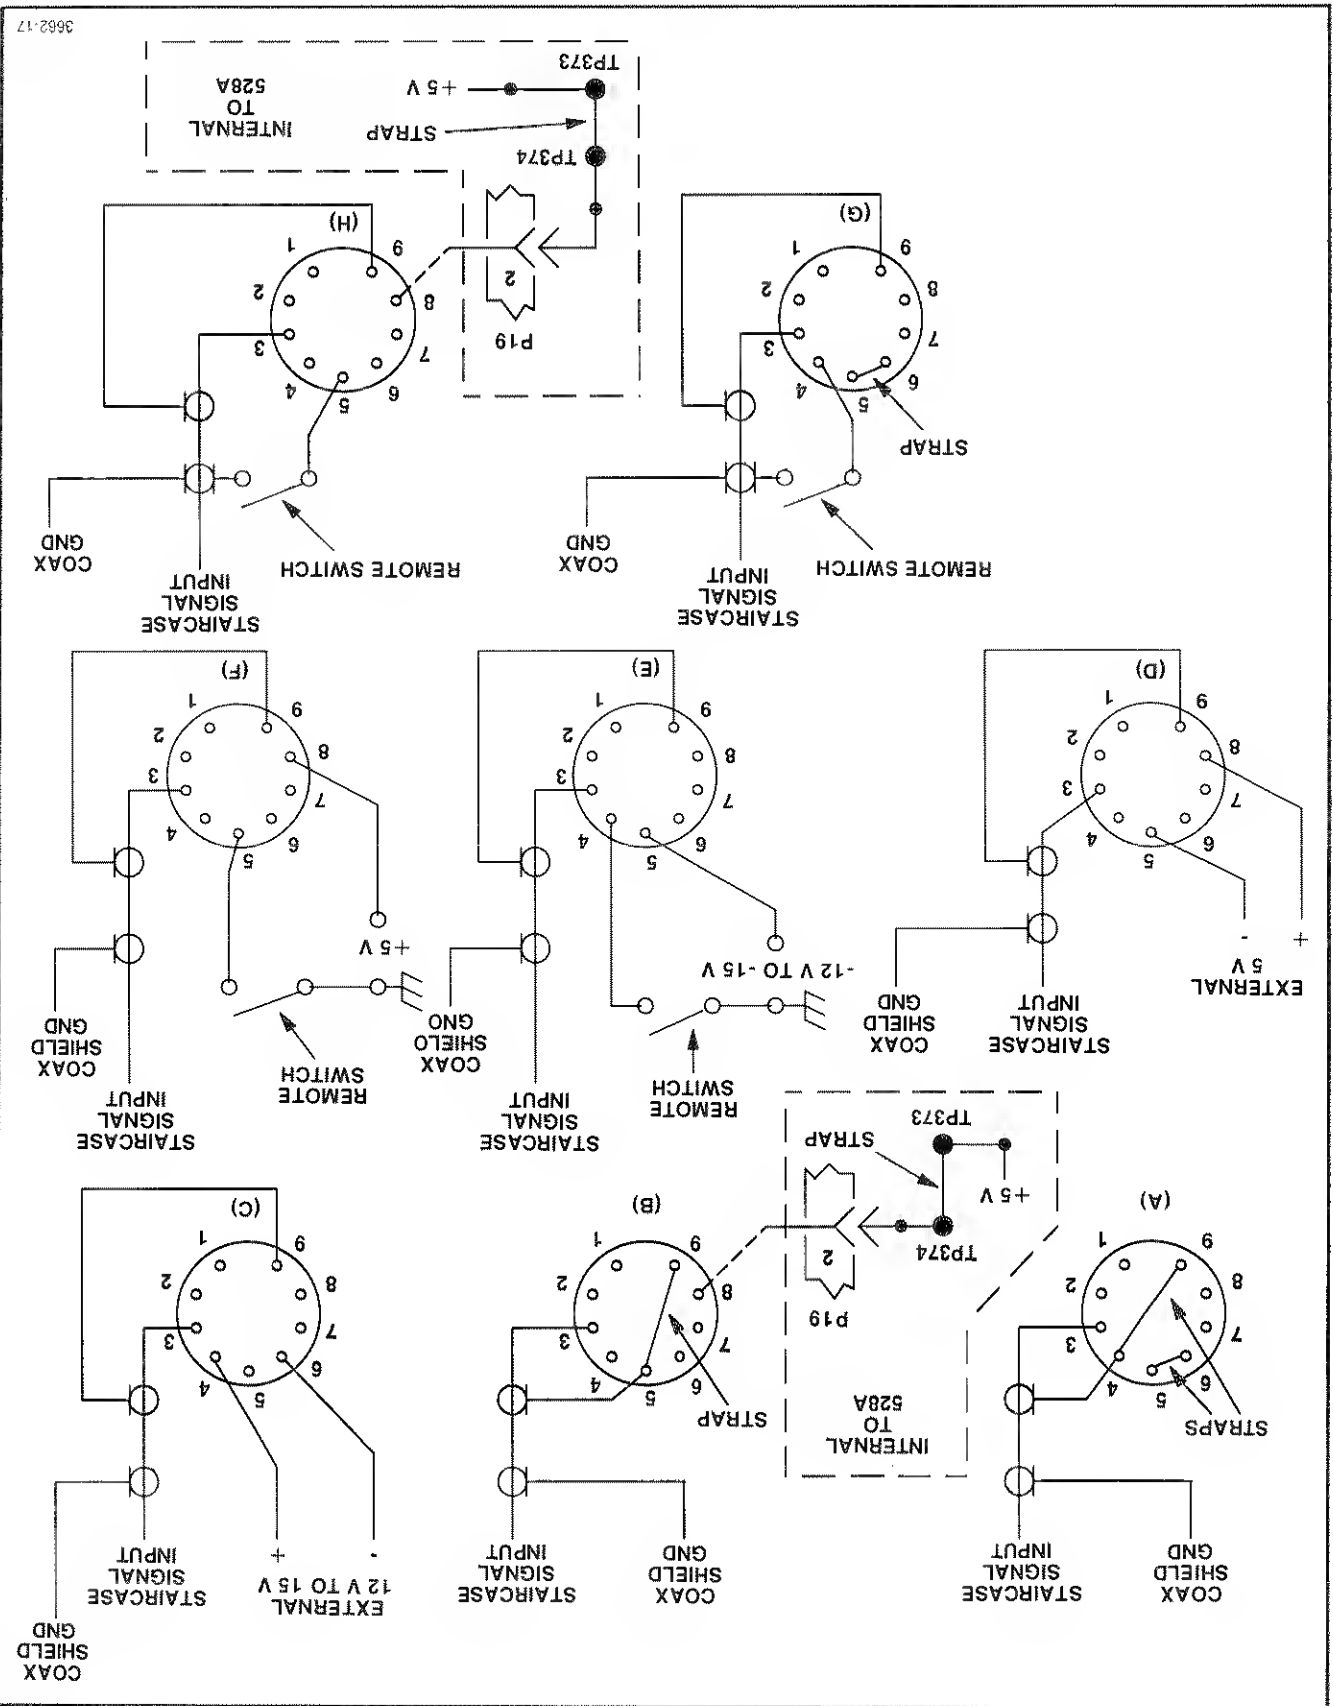 COAX
SHIELD
GND
STAIRCASE
SIGNAL
INPUT
STRAPS
5
6
4
7
3
8
2
9
1
(A)
INTERNAL
TO
528A
P19
2
TP374
+5 V
STRAP
TP373
COAX
SHIELD
GND
STAIRCASE
SIGNAL
INPUT
STRAP
5
6
4
7
3
8
2
9
1
(B)
EXTERNAL
12 V TO 15 V
- +
STAIRCASE
SIGNAL
INPUT
COAX
SHIELD
GND
5
6
4
7
3
8
2
9
1
(C)
EXTERNAL
5 V
+ -
STAIRCASE
SIGNAL
INPUT
COAX
SHIELD
GND
5
6
4
7
3
8
2
9
1
(D)
REMOTE
SWITCH
-12 V TO -15 V
STAIRCASE
SIGNAL
INPUT
COAX
SHIELO
GNO
5
6
4
7
3
8
2
9
1
(E)
REMOTE
SWITCH
+5 V
STAIRCASE
SIGNAL
INPUT
COAX
SHIELD
GND
5
6
4
7
3
8
2
9
1
(F)
REMOTE SWITCH
STAIRCASE
SIGNAL
INPUT
COAX
GND
STRAP
5
6
4
7
3
8
2
9
1
(G)
REMOTE SWITCH
STAIRCASE
SIGNAL
INPUT
COAX
GND
5
6
4
7
3
8
2
9
1
(H)
P19
2
TP374
STRAP
+5 V
TP373
INTERNAL
TO
528A
3662-17